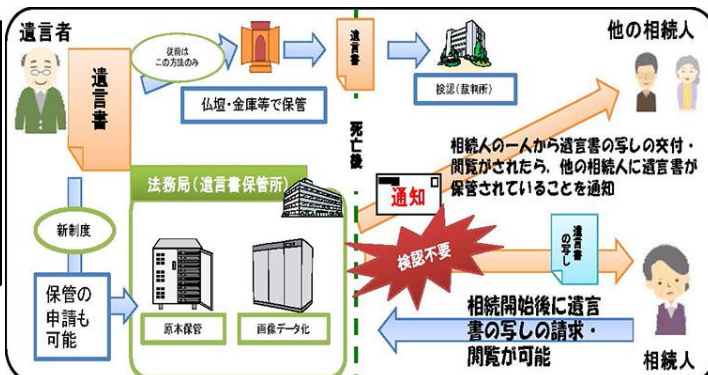 遺言者
遺言書
従前は
この方法のみ
仏壇・金庫等で保管
遺言書
検認(裁判所)
他の相続人
死亡後
相続人の一人から遺言書の写しの交付・
閲覧がされたら、他の相続人に遺言書が
保管されていることを通知
法務局(遺言書保管所)
通知
新制度
検認不要
遺言書
の写し
保管の
申請も
可能
原本保管
画像データ化
相続開始後に遺言
書の写しの請求・
閲覧が可能
相続人